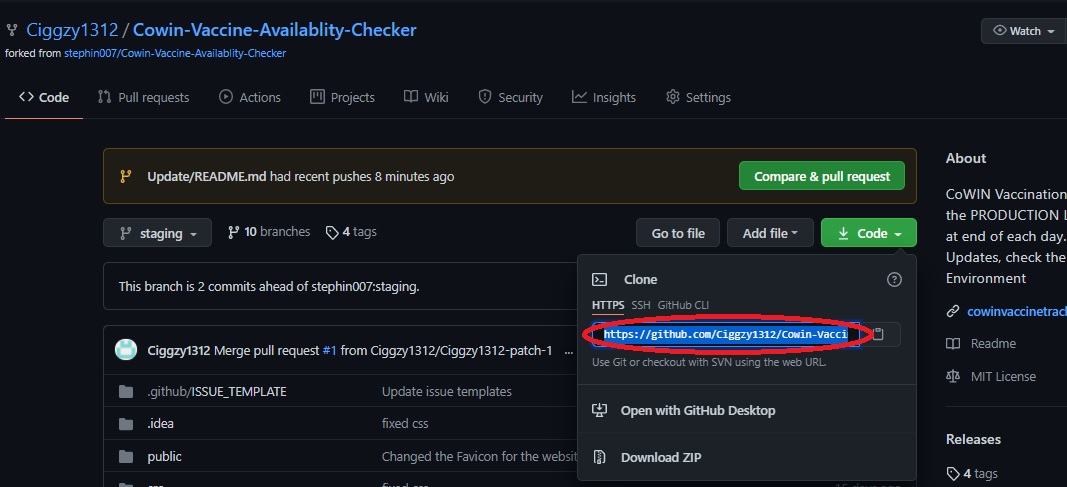 Ciggzy1312 / Cowin-Vaccine-Availablity-Checker
Watch
forked from stephin007/Cowin-Vaccine-Availablity-Checker
Code Pull requests Actions Projects Wiki Security Insights Settings
Update/README.md had recent pushes 8 minutes ago
Compare & pull request
staging 10 branches 4 tags
Go to file Add file Code
This branch is 2 commits ahead of stephin007:staging.
Ciggzy1312 Merge pull request #1 from Ciggzy1312/Ciggzy1312-patch-1 ...
.github/ISSUE_TEMPLATE Update issue templates
.idea fixed css
public Changed the Favicon for the websit
fixed css
Clone
HTTPS SSH GitHub CLI
https://github.com/Ciggzy1312/Cowin-Vacci
Use Git or checkout with SVN using the web URL.
Open with GitHub Desktop
Download ZIP
About
CoWIN Vaccination
the PRODUCTION L
at end of each day.
Updates, check the
Environment
cowinvaccinetrac
Readme
MIT License
Releases
4 tags